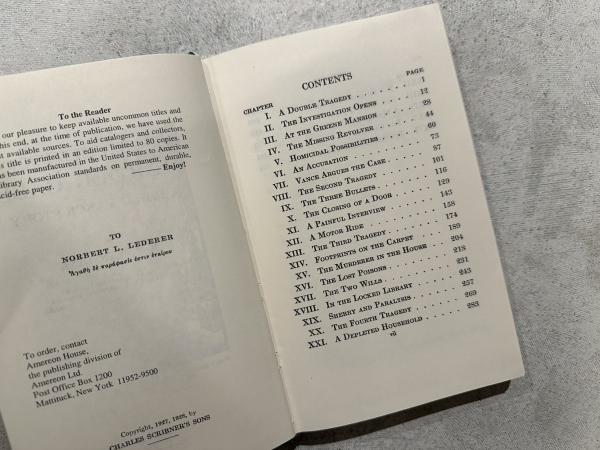 To the Reader
our pleasure to keep available uncommon titles and
this end, at the time of publication, we have used the
available sources. To aid catalogers and collectors,
is title is printed in an edition limited to 80 copies. It
been manufactured in the United States to American
ibrary Association standards on permanent, durable,
cid-free paper.
Enjoy!
TO
NORBERT L. LEDERER
Ἀγαθὴ δὲ παράφασίς ἐστιν ἑταίρου
To order, contact
Amereon House,
the publishing division of
Amereon Ltd.
Post Office Box 1200
Mattituck, New York 11952-9500
Copyright, 1927, 1928, by
CHARLES SCRIBNER'S SONS
CONTENTS
CHAPTER PAGE
I. A DOUBLE TRAGEDY . . . . . . . 1
II. THE INVESTIGATION OPENS . . . . . 12
III. AT THE GREENE MANSION . . . . . 28
IV. THE MISSING REVOLVER . . . . . . 44
V. HOMICIDAL POSSIBILITIES . . . . . 60
VI. AN ACCUSATION . . . . . . . . 73
VII. VANCE ARGUES THE CASE . . . . . 87
VIII. THE SECOND TRAGEDY . . . . . . 101
IX. THE THREE BULLETS . . . . . . . 116
X. THE CLOSING OF A DOOR . . . . . 129
XI. A PAINFUL INTERVIEW . . . . . . 143
XII. A MOTOR RIDE . . . . . . . . 158
XIII. THE THIRD TRAGEDY . . . . . . 174
XIV. FOOTPRINTS ON THE CARPET . . . . 189
XV. THE MURDERER IN THE HOUSE . . . . 204
XVI. THE LOST POISONS . . . . . . . 218
XVII. THE TWO WILLS . . . . . . . . 231
XVIII. IN THE LOCKED LIBRARY . . . . . 243
XIX. SHERRY AND PARALYSIS . . . . . . 257
XX. THE FOURTH TRAGEDY . . . . . . 269
XXI. A DEPLETED HOUSEHOLD . . . . . . 283
vii